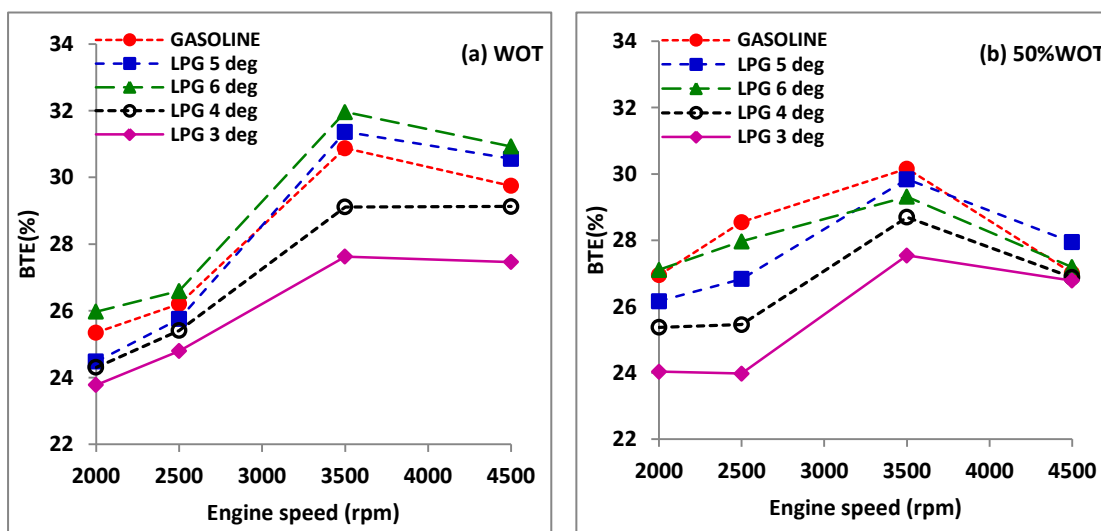 34
32
30
28
26
24
22
BTE(%)
GASOLINE
LPG 5 deg
LPG 6 deg
LPG 4 deg
LPG 3 deg
(a) WOT
2000 2500 3000 3500 4000 4500
Engine speed (rpm)
34
32
30
28
26
24
22
BTE(%)
GASOLINE
LPG 5 deg
LPG 6 deg
LPG 4 deg
LPG 3 deg
(b) 50%WOT
2000 2500 3000 3500 4000 4500
Engine speed (rpm)